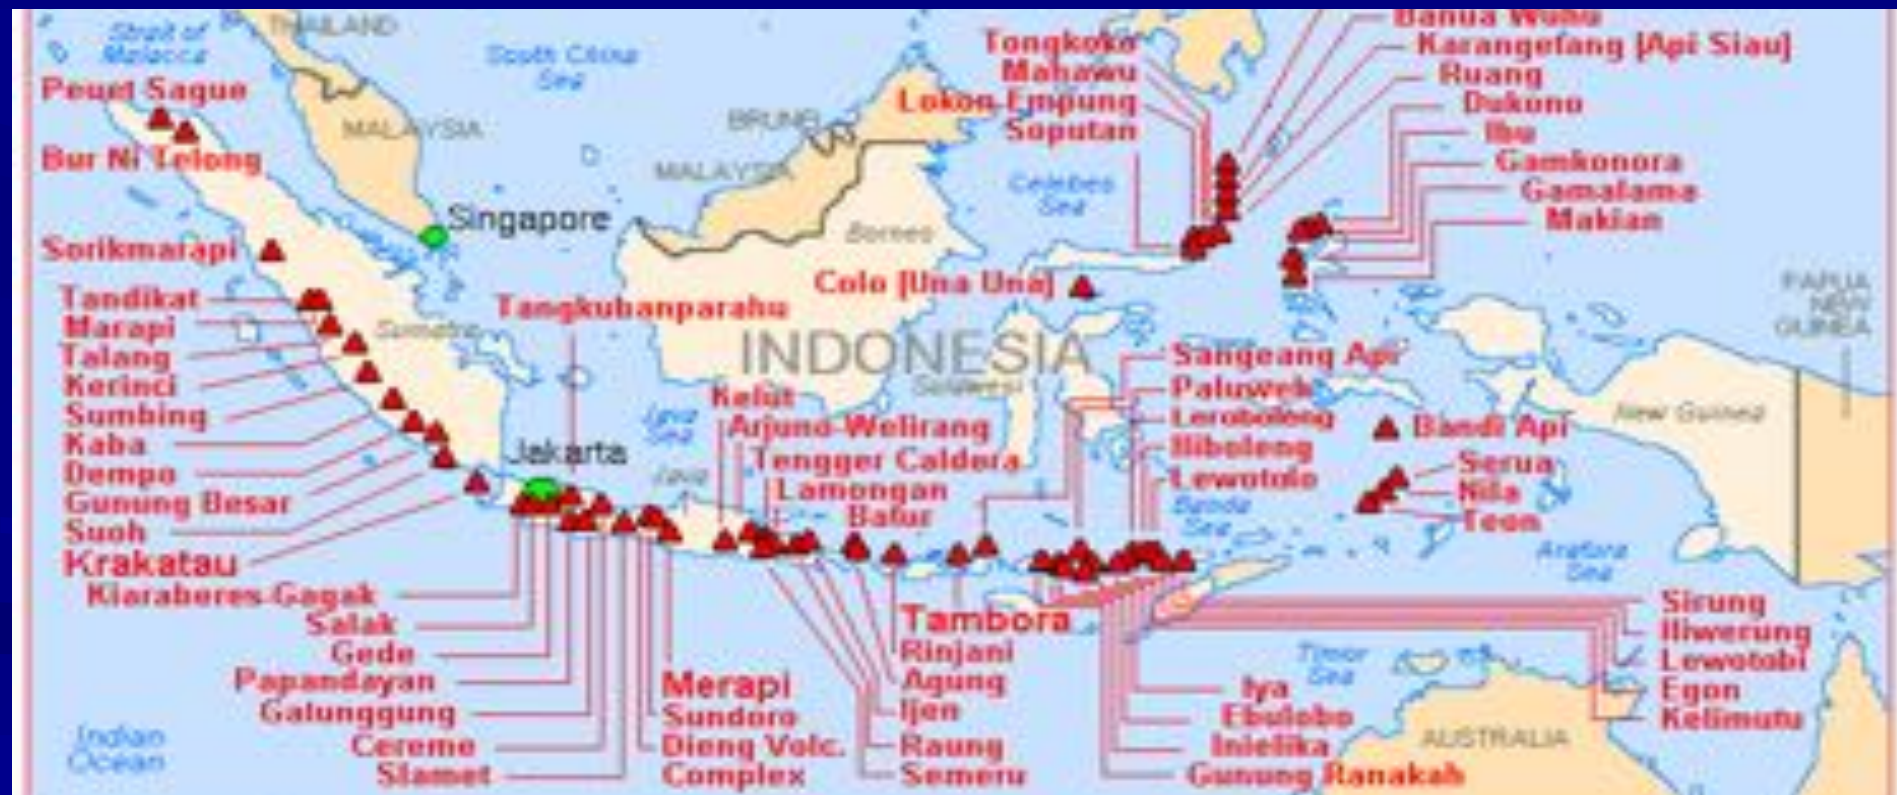 THAILAND
Strait of
Malacca
South China
Sea
Peuet Sague
MALAYSIA
Bur Ni Telong
Singapore
BRUNEI
MALAYSIA
Borneo
Tongkoko
Mahawu
Lokon Empung
Soputan
Celebes
Sea
Banua Wuhu
Karangetang [Api Siau]
Ruang
Dukono
Ibu
Gamkonora
Gamalama
Makian
Sorikmarapi
Tandikat
Marapi
Talang
Kerinci
Sumbing
Kaba
Dempo
Gunung Besar
Suoh
Krakatau
Sumatra
Tangkubanparahu
Colo [Una Una]
INDONESIA
Sulawesi
PAPUA
NEW
GUINEA
New Guinea
Jakarta
Java
Sea
Java
Kelut
Arjuno-Welirang
Tengger Caldera
Lamongan
Batur
Sangeang Api
Paluweh
Leroboleng
Iliboleng
Lewotolo
Banda
Sea
Bandi Api
Serua
Nila
Teon
Arafura
Sea
Kiaraberes-Gagak
Salak
Gede
Papandayan
Galunggung
Cereme
Slamet
Merapi
Sundoro
Dieng Volc.
Complex
Tambora
Rinjani
Agung
Ijen
Raung
Semeru
Iya
Ebulobo
Inielika
Gunung Ranakah
Sirung
Iliwerung
Lewotobi
Egon
Kelimutu
Timor
Sea
AUSTRALIA
Indian
Ocean